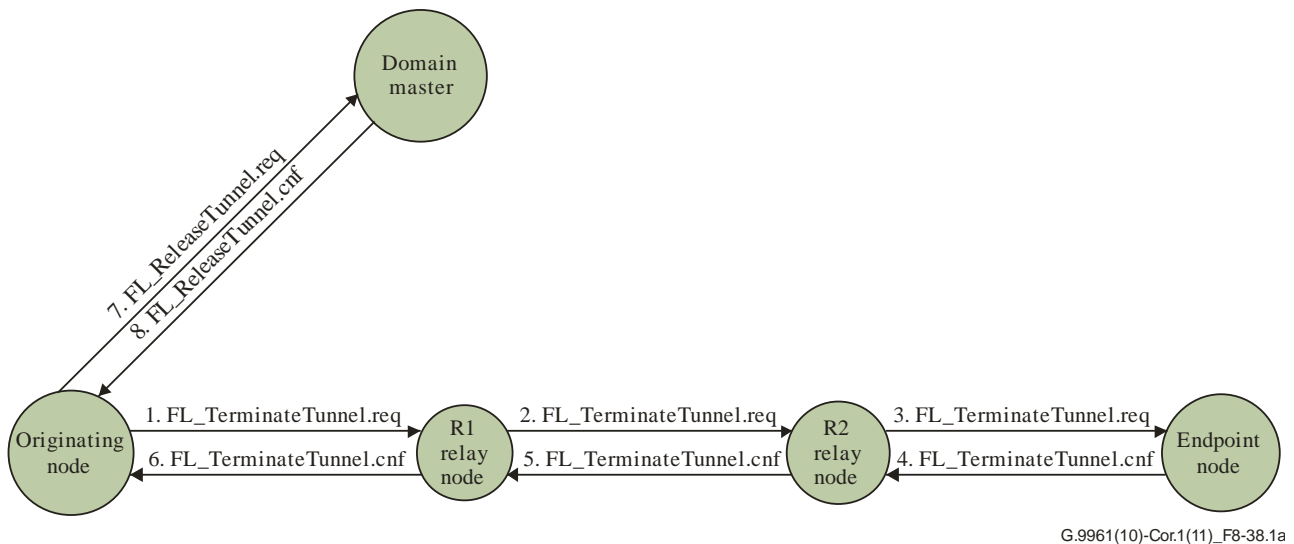 Domain
master
7. FL_ReleaseTunnel.req
8. FL_ReleaseTunnel.cnf
Originating
node
1. FL_TerminateTunnel.req
6. FL_TerminateTunnel.cnf
R1
relay
node
2. FL_TerminateTunnel.req
5. FL_TerminateTunnel.cnf
R2
relay
node
3. FL_TerminateTunnel.req
4. FL_TerminateTunnel.cnf
Endpoint
node
G.9961(10)-Cor.1(11)_F8-38.1a